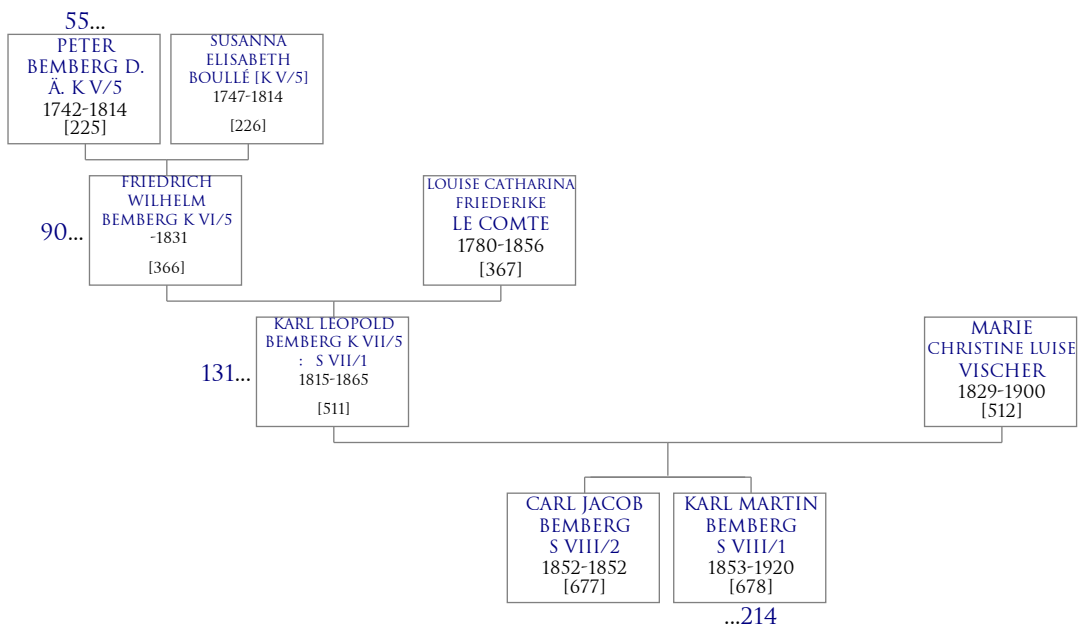 55...
PETER
BEMBERG D.
Ä. K V/5
1742-1814
[225]
SUSANNA
ELISABETH
BOULLÉ [K V/5]
1747-1814
[226]
90...
FRIEDRICH
WILHELM
BEMBERG K VI/5
-1831
[366]
LOUISE CATHARINA
FRIEDERIKE
LE COMTE
1780-1856
[367]
131...
KARL LEOPOLD
BEMBERG K VII/5
: S VII/1
1815-1865
[511]
MARIE
CHRISTINE LUISE
VISCHER
1829-1900
[512]
CARL JACOB
BEMBERG
S VIII/2
1852-1852
[677]
KARL MARTIN
BEMBERG
S VIII/1
1853-1920
[678]
...214